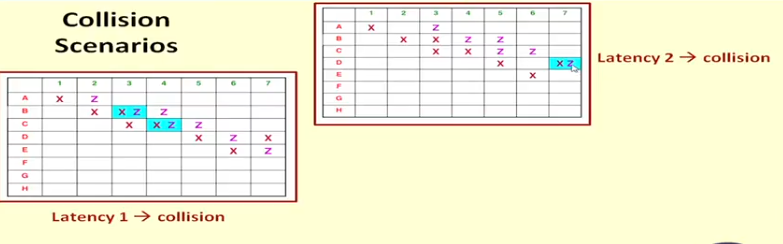 Collision
Scenarios
1 2 3 4 5 6 7
A X Z
B X X Z Z
C X X Z Z
D X Z X
E X Z
F
G
H
Latency 1 → collision
1 2 3 4 5 6 7
A X Z
B X X Z Z
C X X Z Z
D X X Z
E X
F
G
H
Latency 2 → collision